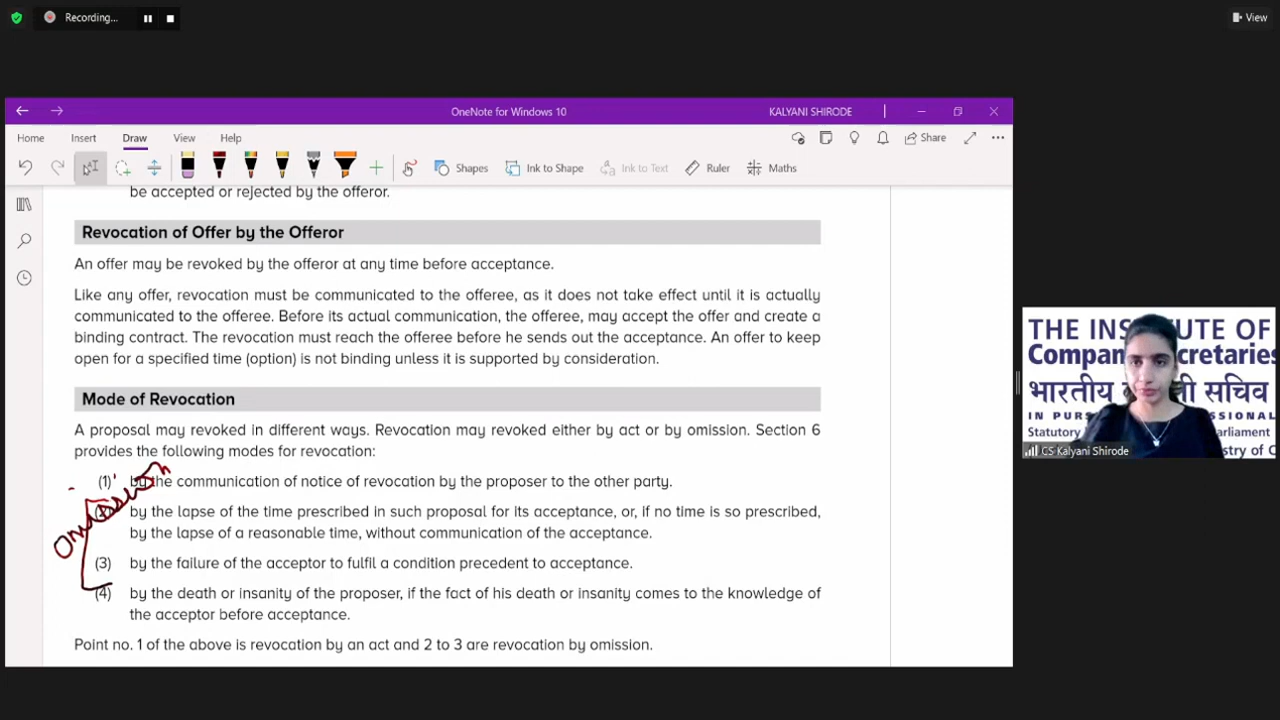 Recording...
View
OneNote for Windows 10
KALYANI SHIRODE
Home Insert Draw View Help
Share
Shapes Ink to Shape Ink to Text Ruler Maths
be accepted or rejected by the offeror.
Revocation of Offer by the Offeror
An offer may be revoked by the offeror at any time before acceptance.
Like any offer, revocation must be communicated to the offeree, as it does not take effect until it is actually
communicated to the offeree. Before its actual communication, the offeree, may accept the offer and create a
binding contract. The revocation must reach the offeree before he sends out the acceptance. An offer to keep
open for a specified time (option) is not binding unless it is supported by consideration.
Mode of Revocation
A proposal may revoked in different ways. Revocation may revoked either by act or by omission. Section 6
provides the following modes for revocation:
(1) by the communication of notice of revocation by the proposer to the other party.
by the lapse of the time prescribed in such proposal for its acceptance, or, if no time is so prescribed,
by the lapse of a reasonable time, without communication of the acceptance.
(3) by the failure of the acceptor to fulfil a condition precedent to acceptance.
(4) by the death or insanity of the proposer, if the fact of his death or insanity comes to the knowledge of
the acceptor before acceptance.
Point no. 1 of the above is revocation by an act and 2 to 3 are revocation by omission.
Omission
THE INS TUTE OF
Compan ecretaries
भारतीय सचिव
IN PURS
Statutory arliament
CS Kalyani Shirode